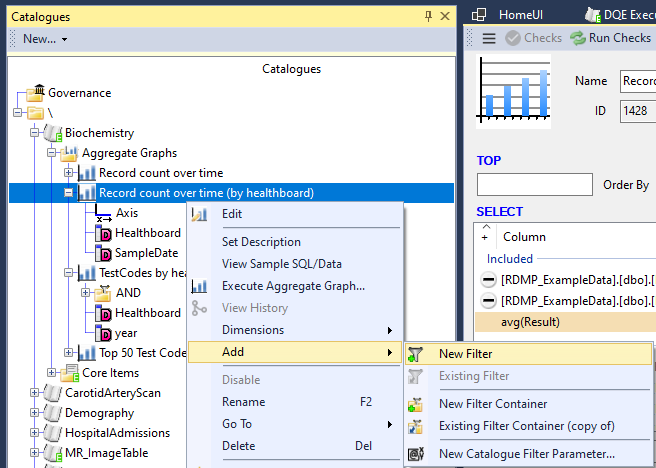 Catalogues
New...
Catalogues
Governance
\
Biochemistry
Aggregate Graphs
Record count over time
Record count over time (by healthboard)
Axis
Healthboard
SampleDate
TestCodes by hea
AND
Healthboard
year
Top 50 Test Code
Core Items
CarotidArteryScan
Demography
HospitalAdmissions
MR_ImageTable
Edit
Set Description
View Sample SQL/Data
Execute Aggregate Graph...
View History
Dimensions
Add
Disable
Rename F2
Go To
Delete Del
New Filter
Existing Filter
New Filter Container
Existing Filter Container (copy of)
New Catalogue Filter Parameter...
HomeUI
DQE Exec
Checks
Run Checks
Name Recor
ID 1428
TOP
Order By
SELECT
+ Column
Included
[RDMP_ExampleData].[dbo].[
[RDMP_ExampleData].[dbo].[
avg(Result)